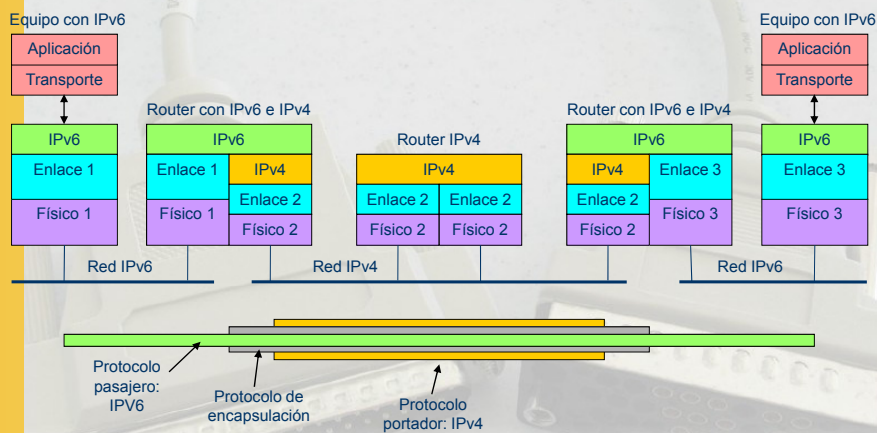 Equipo con IPv6
Equipo con IPv6
Aplicación
Aplicación
Transporte
Transporte
Router con IPv6 e IPv4
Router IPv4
Router con IPv6 e IPv4
IPv6
IPv6
IPv4
IPv6
IPv6
Enlace 1
Enlace 1
IPv4
IPv4
Enlace 3
Enlace 3
Enlace 2
Enlace 2
Enlace 2
Enlace 2
Físico 1
Físico 1
Físico 2
Físico 2
Físico 2
Físico 2
Físico 3
Físico 3
Red IPv6
Red IPv4
Red IPv6
Protocolo
pasajero:
IPV6
Protocolo de
encapsulación
Protocolo
portador: IPv4